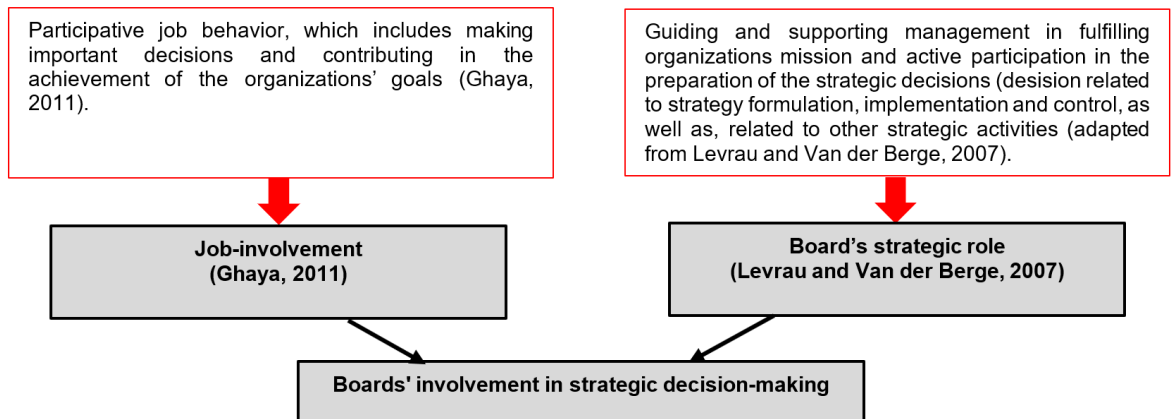 Participative job behavior, which includes making
important decisions and contributing in the
achievement of the organizations’ goals (Ghaya,
2011).
Guiding and supporting management in fulfilling
organizations mission and active participation in the
preparation of the strategic decisions (desision related
to strategy formulation, implementation and control, as
well as, related to other strategic activities (adapted
from Levrau and Van der Berge, 2007).
Job-involvement
(Ghaya, 2011)
Board’s strategic role
(Levrau and Van der Berge, 2007)
Boards' involvement in strategic decision-making